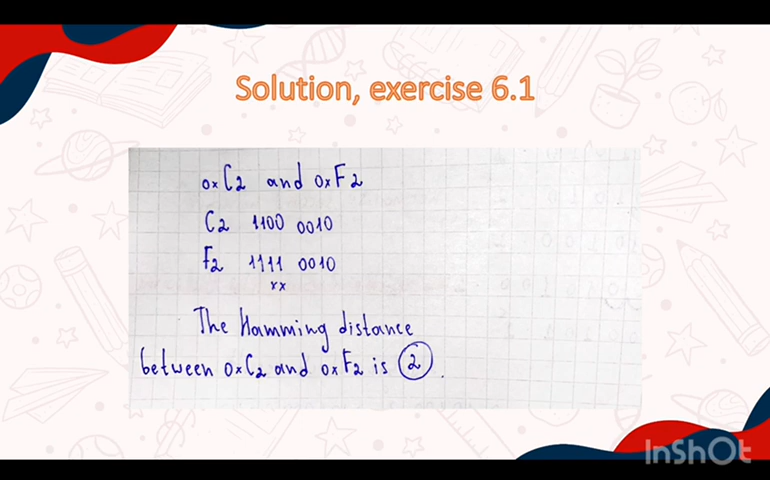 Solution, exercise 6.1
0xC2 and 0xF2
C2 1100 0010
F2 1111 0010
xx
The Hamming distance
between 0xC2 and 0xF2 is 2.
InShOt